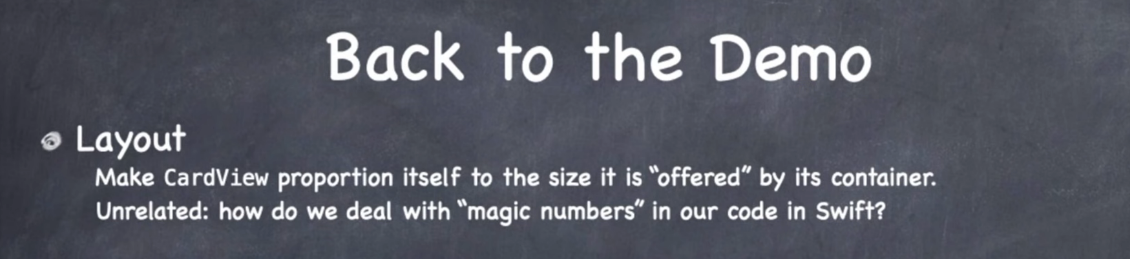 Back to the Demo
Layout
Make CardView proportion itself to the size it is “offered” by its container.
Unrelated: how do we deal with “magic numbers” in our code in Swift?